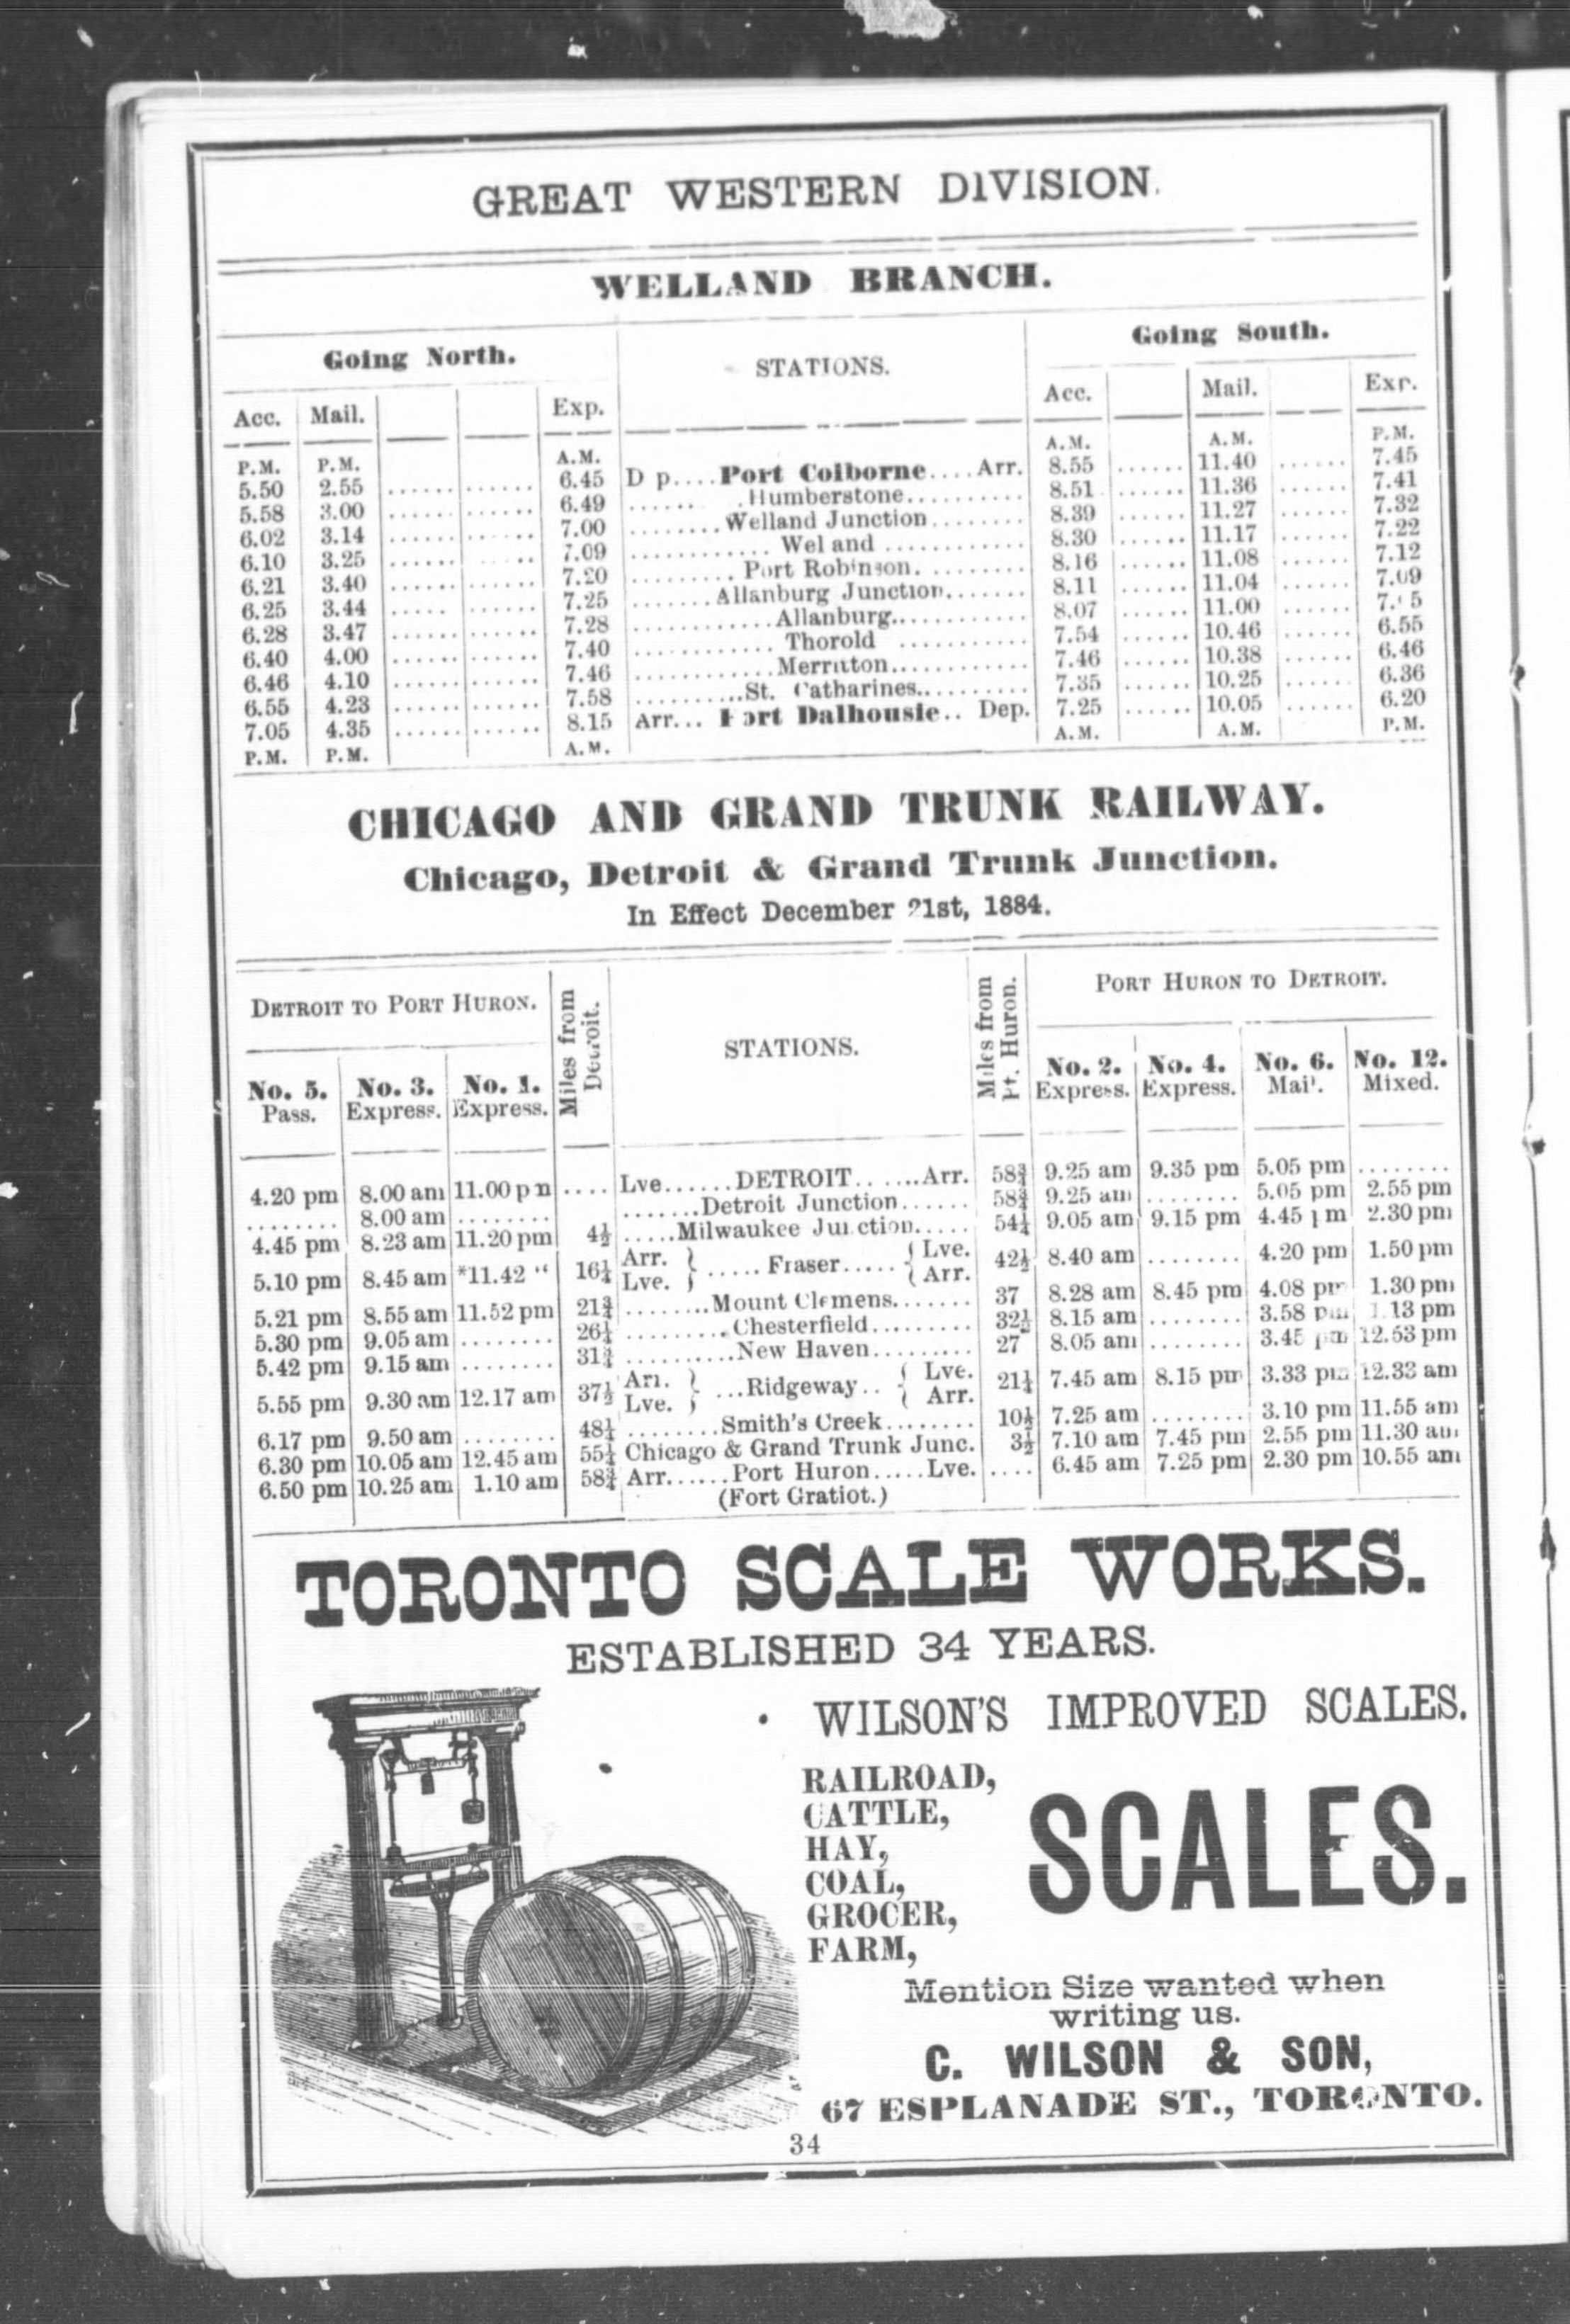 GREAT WESTERN DIVISION.
WELLAND BRANCH.
Going North. STATIONS. Going South.
Acc. Mail. Exp. Acc. Mail. Exp.
P.M. P.M. A.M. A.M. A.M. P.M.
5.50 2.55 ...... ...... 6.45 D p.... Port Colborne.... Arr. 8.55 ...... 11.40 ...... 7.45
5.58 3.00 ...... ...... 6.49 ...... .Humberstone.......... 8.51 ...... 11.36 ...... 7.41
6.02 3.14 ...... ...... 7.00 ........Welland Junction........ 8.39 ...... 11.27 ...... 7.32
6.10 3.25 ...... ...... 7.09 ............ Wel and ............ 8.30 ...... 11.17 ...... 7.22
6.21 3.40 ...... ...... 7.20 ......... Port Robinson. ......... 8.16 ...... 11.08 ...... 7.12
6.25 3.44 ...... ...... 7.25 .......Allanburg Junction....... 8.11 ...... 11.04 ...... 7.09
6.28 3.47 ...... ...... 7.28 ............Allanburg............ 8.07 ...... 11.00 ...... 7. 5
6.40 4.00 ...... ...... 7.40 ............ Thorold ........... 7.54 ...... 10.46 ...... 6.55
6.46 4.10 ...... ...... 7.46 ............Merritton............ 7.46 ...... 10.38 ...... 6.46
6.55 4.23 ...... ...... 7.58 ..........St. Catharines.......... 7.35 ...... 10.25 ...... 6.36
7.05 4.35 ...... ...... 8.15 Arr... Port Dalhousie.. Dep. 7.25 ...... 10.05 ...... 6.20
P.M. P.M. A.M. A.M. A.M. P.M.
CHICAGO AND GRAND TRUNK RAILWAY.
Chicago, Detroit & Grand Trunk Junction.
In Effect December 21st, 1884.
DETROIT TO PORT HURON. Miles from Detroit. STATIONS. Miles from Pt. Huron. PORT HURON TO DETROIT.
No. 5. No. 3. No. 1. No. 2. No. 4. No. 6. No. 12.
Pass. Express. Express. Express. Express. Mail. Mixed.
4.20 pm 8.00 am 11.00 pm .... Lve......DETROIT.......Arr. 58¾ 9.25 am 9.35 pm 5.05 pm ........
........ 8.00 am ........ .......Detroit Junction...... 58¾ 9.25 am ........ 5.05 pm 2.55 pm
4.45 pm 8.23 am 11.20 pm 4½ .....Milwaukee Junction..... 54¼ 9.05 am 9.15 pm 4.45 pm 2.30 pm
5.10 pm 8.45 am *11.42 " 16¼ Arr. Lve. } ..... Fraser..... { Lve. Arr. 42½ 8.40 am ........ 4.20 pm 1.50 pm
5.21 pm 8.55 am 11.52 pm 21¾ ........Mount Clemens....... 37 8.28 am 8.45 pm 4.08 pm 1.30 pm
5.30 pm 9.05 am ........ 26¼ ..........Chesterfield......... 32½ 8.15 am ........ 3.58 pm 1.13 pm
5.42 pm 9.15 am ........ 31¾ ..........New Haven......... 27 8.05 am ........ 3.45 pm 12.53 pm
5.55 pm 9.30 am 12.17 am 37½ Arr. Lve. } ...Ridgeway.. { Lve. Arr. 21¼ 7.45 am 8.15 pm 3.33 pm 12.33 am
6.17 pm 9.50 am ........ 48¼ ........Smith's Creek........ 10½ 7.25 am ........ 3.10 pm 11.55 am
6.30 pm 10.05 am 12.45 am 55¼ Chicago & Grand Trunk Junc. 3½ 7.10 am 7.45 pm 2.55 pm 11.30 am
6.50 pm 10.25 am 1.10 am 58¾ Arr......Port Huron.....Lve. .... 6.45 am 7.25 pm 2.30 pm 10.55 am
(Fort Gratiot.)
TORONTO SCALE WORKS.
ESTABLISHED 34 YEARS.
WILSON'S IMPROVED SCALES.
RAILROAD,
CATTLE,
HAY,
COAL,
GROCER,
FARM,
SCALES.
Mention Size wanted when
writing us.
C. WILSON & SON,
67 ESPLANADE ST., TORONTO.
34